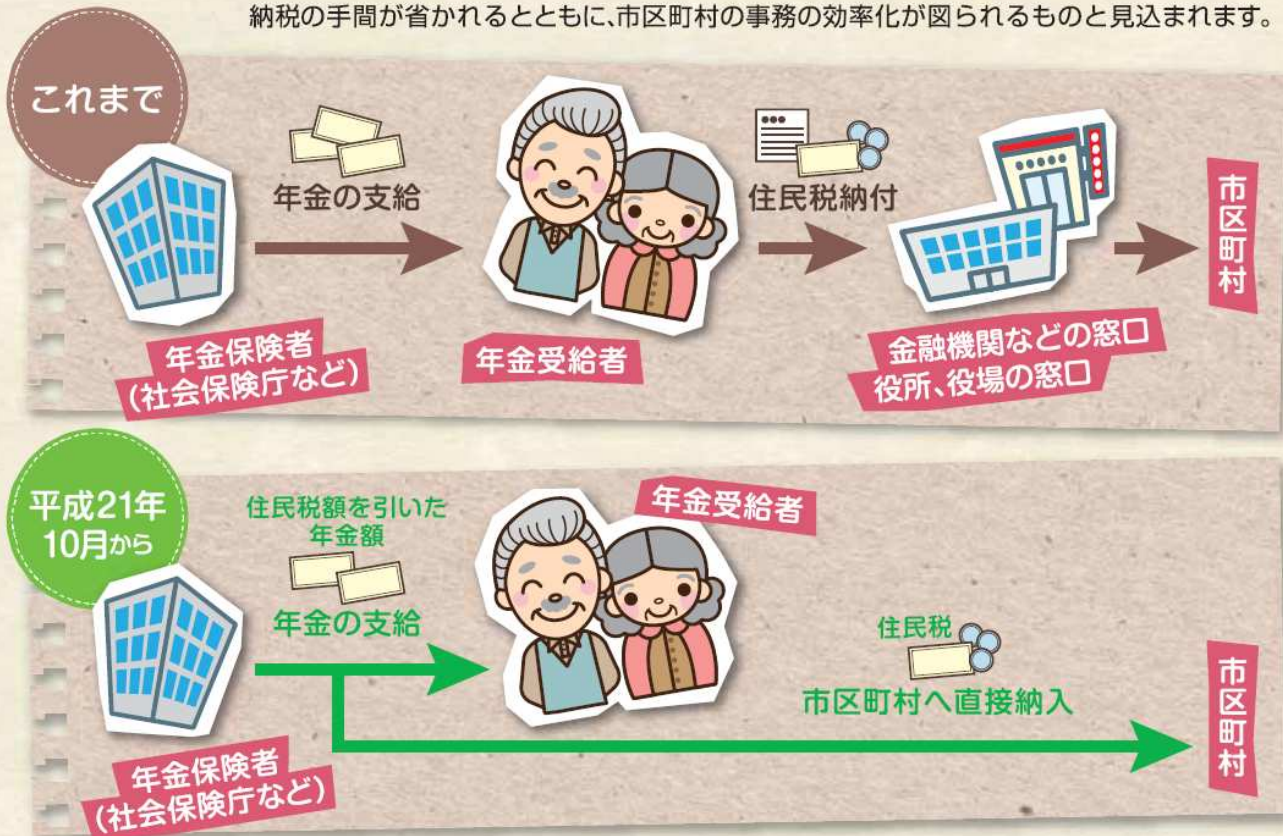 納税の手間が省かれるとともに、市区町村の事務の効率化が図られるものと見込まれます。
これまで
年金の支給
住民税納付
年金保険者
(社会保険庁など)
年金受給者
金融機関などの窓口
役所、役場の窓口
市区町村
平成21年
10月から
住民税額を引いた
年金額
年金の支給
年金受給者
住民税
市区町村へ直接納入
年金保険者
(社会保険庁など)
市区町村